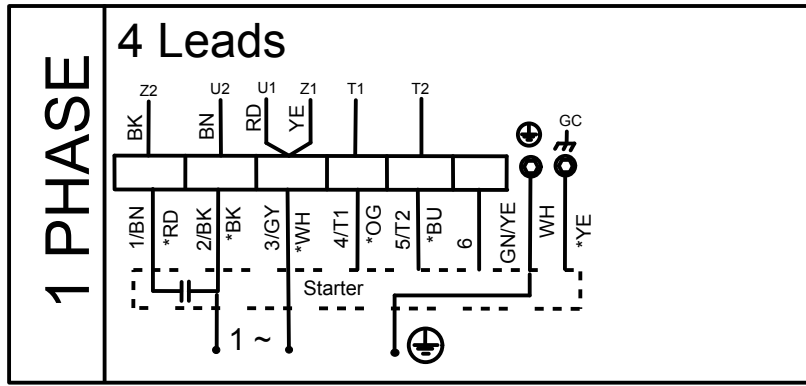 1 PHASE
4 Leads
Z2 U2 U1 Z1 T1 T2
GC
BK BN RD YE
1/BN *RD 2/BK *BK 3/GY *WH 4/T1 *OG 5/T2 *BU 6 GN/YE WH *YE
Starter
1 ~